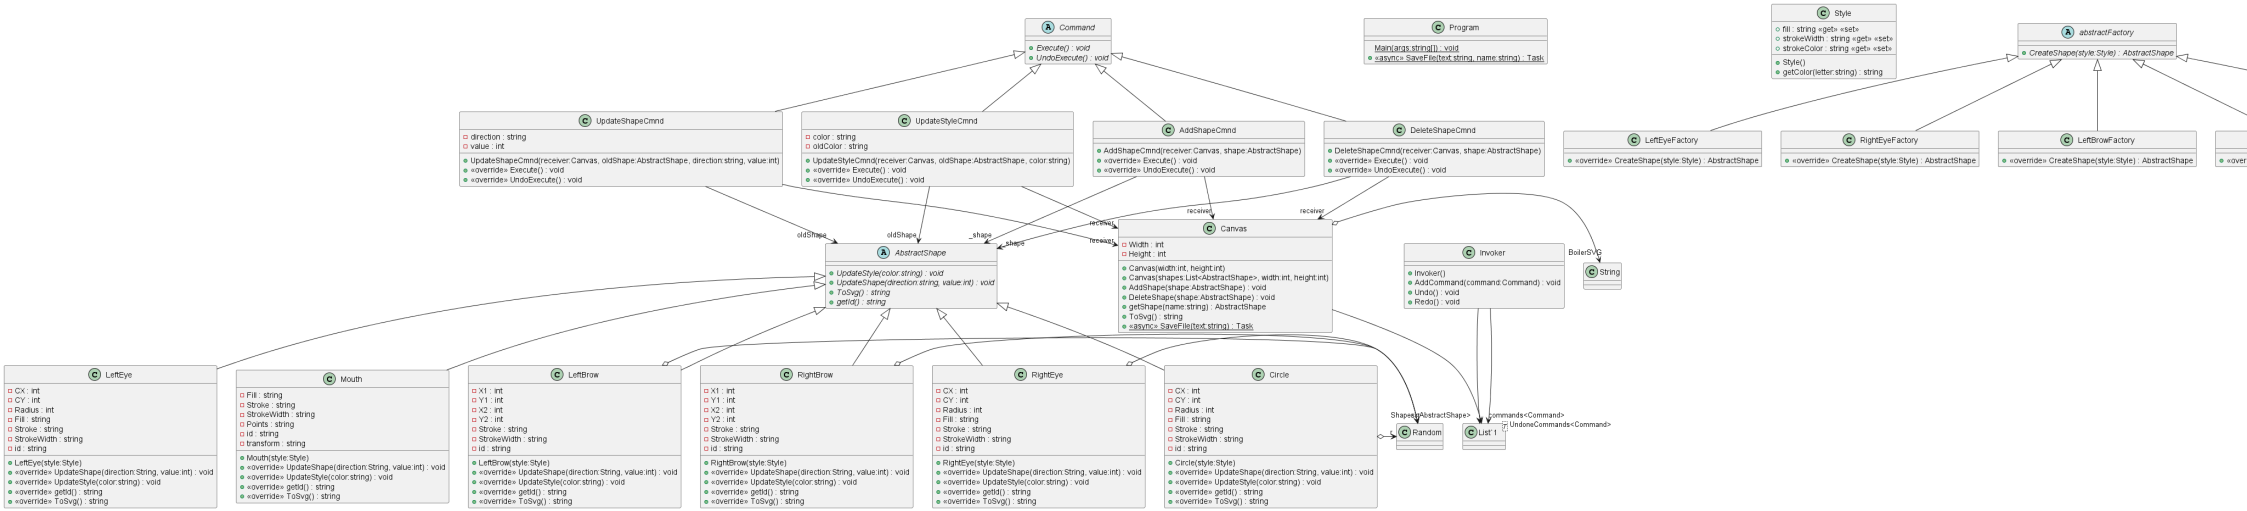 Command
Execute() : void
UndoExecute() : void
Program
Main(args:string[]) : void
«async» SaveFile(text:string, name:string) : Task
Style
fill : string «get» «set»
strokeWidth : string «get» «set»
strokeColor : string «get» «set»
Style()
getColor(letter:string) : string
abstractFactory
CreateShape(style:Style) : AbstractShape
UpdateShapeCmnd
direction : string
value : int
UpdateShapeCmnd(receiver:Canvas, oldShape:AbstractShape, direction:string, value:int)
«override» Execute() : void
«override» UndoExecute() : void
UpdateStyleCmnd
color : string
oldColor : string
UpdateStyleCmnd(receiver:Canvas, oldShape:AbstractShape, color:string)
«override» Execute() : void
«override» UndoExecute() : void
AddShapeCmnd
AddShapeCmnd(receiver:Canvas, shape:AbstractShape)
«override» Execute() : void
«override» UndoExecute() : void
DeleteShapeCmnd
DeleteShapeCmnd(receiver:Canvas, shape:AbstractShape)
«override» Execute() : void
«override» UndoExecute() : void
LeftEyeFactory
«override» CreateShape(style:Style) : AbstractShape
RightEyeFactory
«override» CreateShape(style:Style) : AbstractShape
LeftBrowFactory
«override» CreateShape(style:Style) : AbstractShape
oldShape
oldShape
_shape
receiver
receiver
receiver
receiver
AbstractShape
UpdateStyle(color:string) : void
UpdateShape(direction:string, value:int) : void
ToSvg() : string
getId() : string
Canvas
Width : int
Height : int
Canvas(width:int, height:int)
Canvas(shapes:List<AbstractShape>, width:int, height:int)
AddShape(shape:AbstractShape) : void
DeleteShape(shape:AbstractShape) : void
getShape(name:string) : AbstractShape
ToSvg() : string
«async» SaveFile(text:string) : Task
Invoker
Invoker()
AddCommand(command:Command) : void
Undo() : void
Redo() : void
BoilerSVG
String
LeftEye
CX : int
CY : int
Radius : int
Fill : string
Stroke : string
StrokeWidth : string
id : string
LeftEye(style:Style)
«override» UpdateShape(direction:String, value:int) : void
«override» UpdateStyle(color:string) : void
«override» getId() : string
«override» ToSvg() : string
Mouth
Fill : string
Stroke : string
StrokeWidth : string
Points : string
id : string
transform : string
Mouth(style:Style)
«override» UpdateShape(direction:String, value:int) : void
«override» UpdateStyle(color:string) : void
«override» getId() : string
«override» ToSvg() : string
LeftBrow
X1 : int
Y1 : int
X2 : int
Y2 : int
Stroke : string
StrokeWidth : string
id : string
LeftBrow(style:Style)
«override» UpdateShape(direction:String, value:int) : void
«override» UpdateStyle(color:string) : void
«override» getId() : string
«override» ToSvg() : string
RightBrow
X1 : int
Y1 : int
X2 : int
Y2 : int
Stroke : string
StrokeWidth : string
id : string
RightBrow(style:Style)
«override» UpdateShape(direction:String, value:int) : void
«override» UpdateStyle(color:string) : void
«override» getId() : string
«override» ToSvg() : string
RightEye
CX : int
CY : int
Radius : int
Fill : string
Stroke : string
StrokeWidth : string
id : string
RightEye(style:Style)
«override» UpdateShape(direction:String, value:int) : void
«override» UpdateStyle(color:string) : void
«override» getId() : string
«override» ToSvg() : string
Circle
CX : int
CY : int
Radius : int
Fill : string
Stroke : string
StrokeWidth : string
id : string
Circle(style:Style)
«override» UpdateShape(direction:String, value:int) : void
«override» UpdateStyle(color:string) : void
«override» getId() : string
«override» ToSvg() : string
Random
List`1
T
commands<Command>
UndoneCommands<Command>